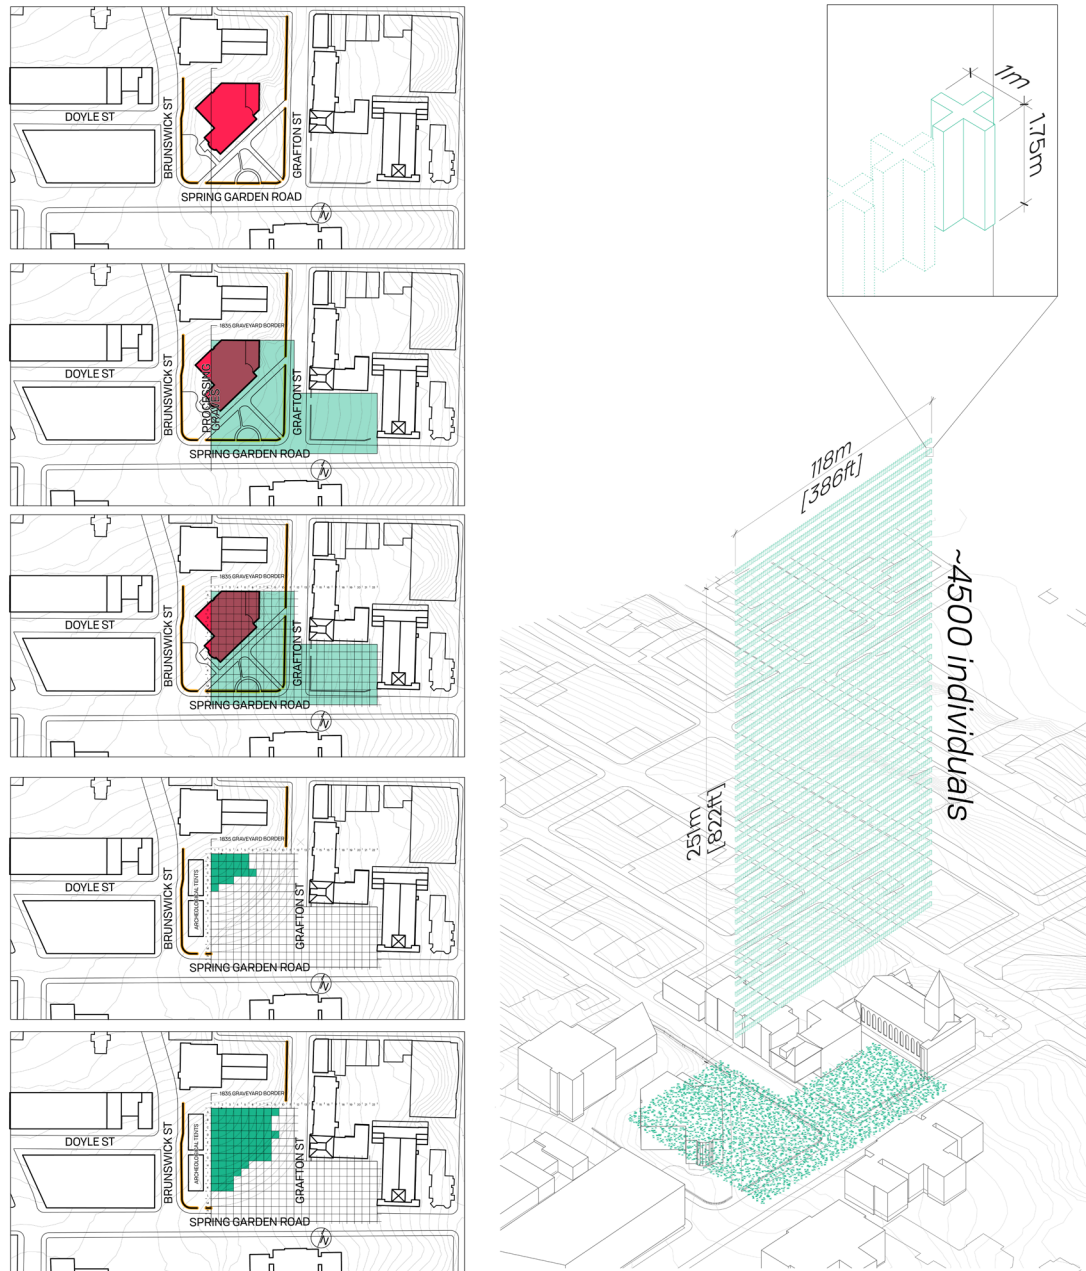 DOYLE ST
BRUNSWICK ST
GRAFTON ST
SPRING GARDEN ROAD
N
1835 GRAVEYARD BORDER
DOYLE ST
BRUNSWICK ST
PROCESSING
GRAVES
GRAFTON ST
SPRING GARDEN ROAD
N
1835 GRAVEYARD BORDER
DOYLE ST
BRUNSWICK ST
GRAFTON ST
SPRING GARDEN ROAD
N
1835 GRAVEYARD BORDER
DOYLE ST
BRUNSWICK ST
ARCHEOLOGICAL TENTS
GRAFTON ST
SPRING GARDEN ROAD
N
1835 GRAVEYARD BORDER
DOYLE ST
BRUNSWICK ST
ARCHEOLOGICAL TENTS
GRAFTON ST
SPRING GARDEN ROAD
N
1m
1.75m
118m
[386ft]
~4500 individuals
251m
[822ft]